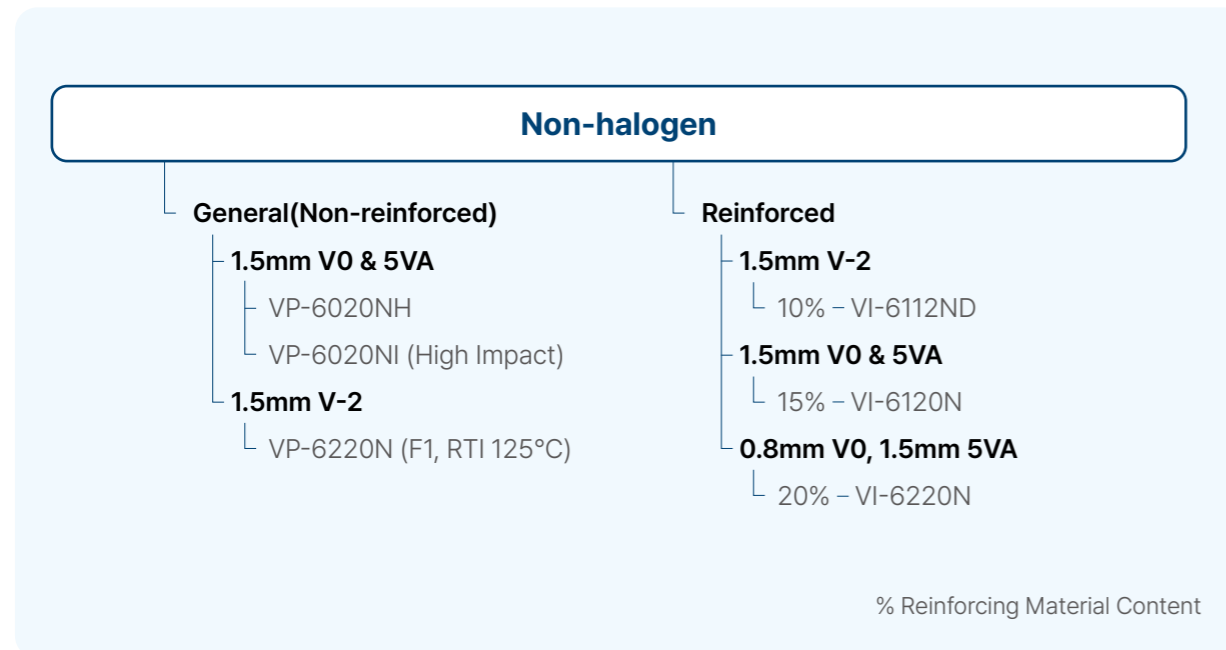 Non-halogen
General(Non-reinforced)
1.5mm V0 & 5VA
VP-6020NH
VP-6020NI (High Impact)
1.5mm V-2
VP-6220N (F1, RTI 125°C)
Reinforced
1.5mm V-2
10% – VI-6112ND
1.5mm V0 & 5VA
15% – VI-6120N
0.8mm V0, 1.5mm 5VA
20% – VI-6220N
% Reinforcing Material Content